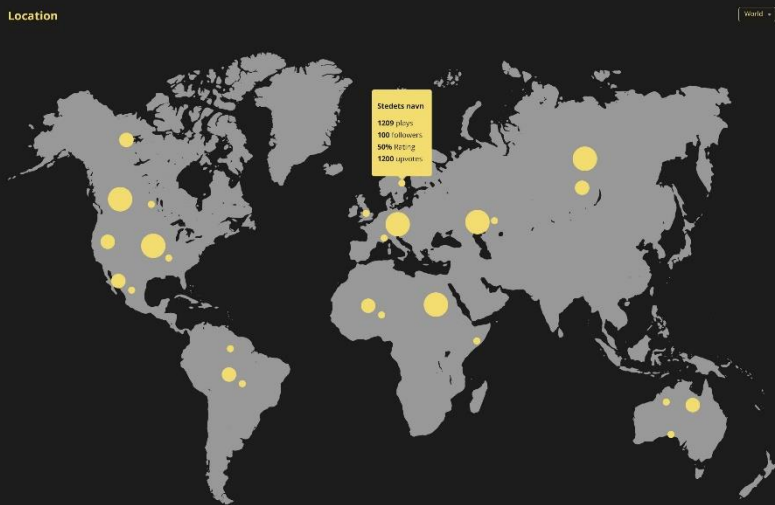 Location
World
Stedets navn
1209 plays
100 followers
50% Rating
1200 upvotes